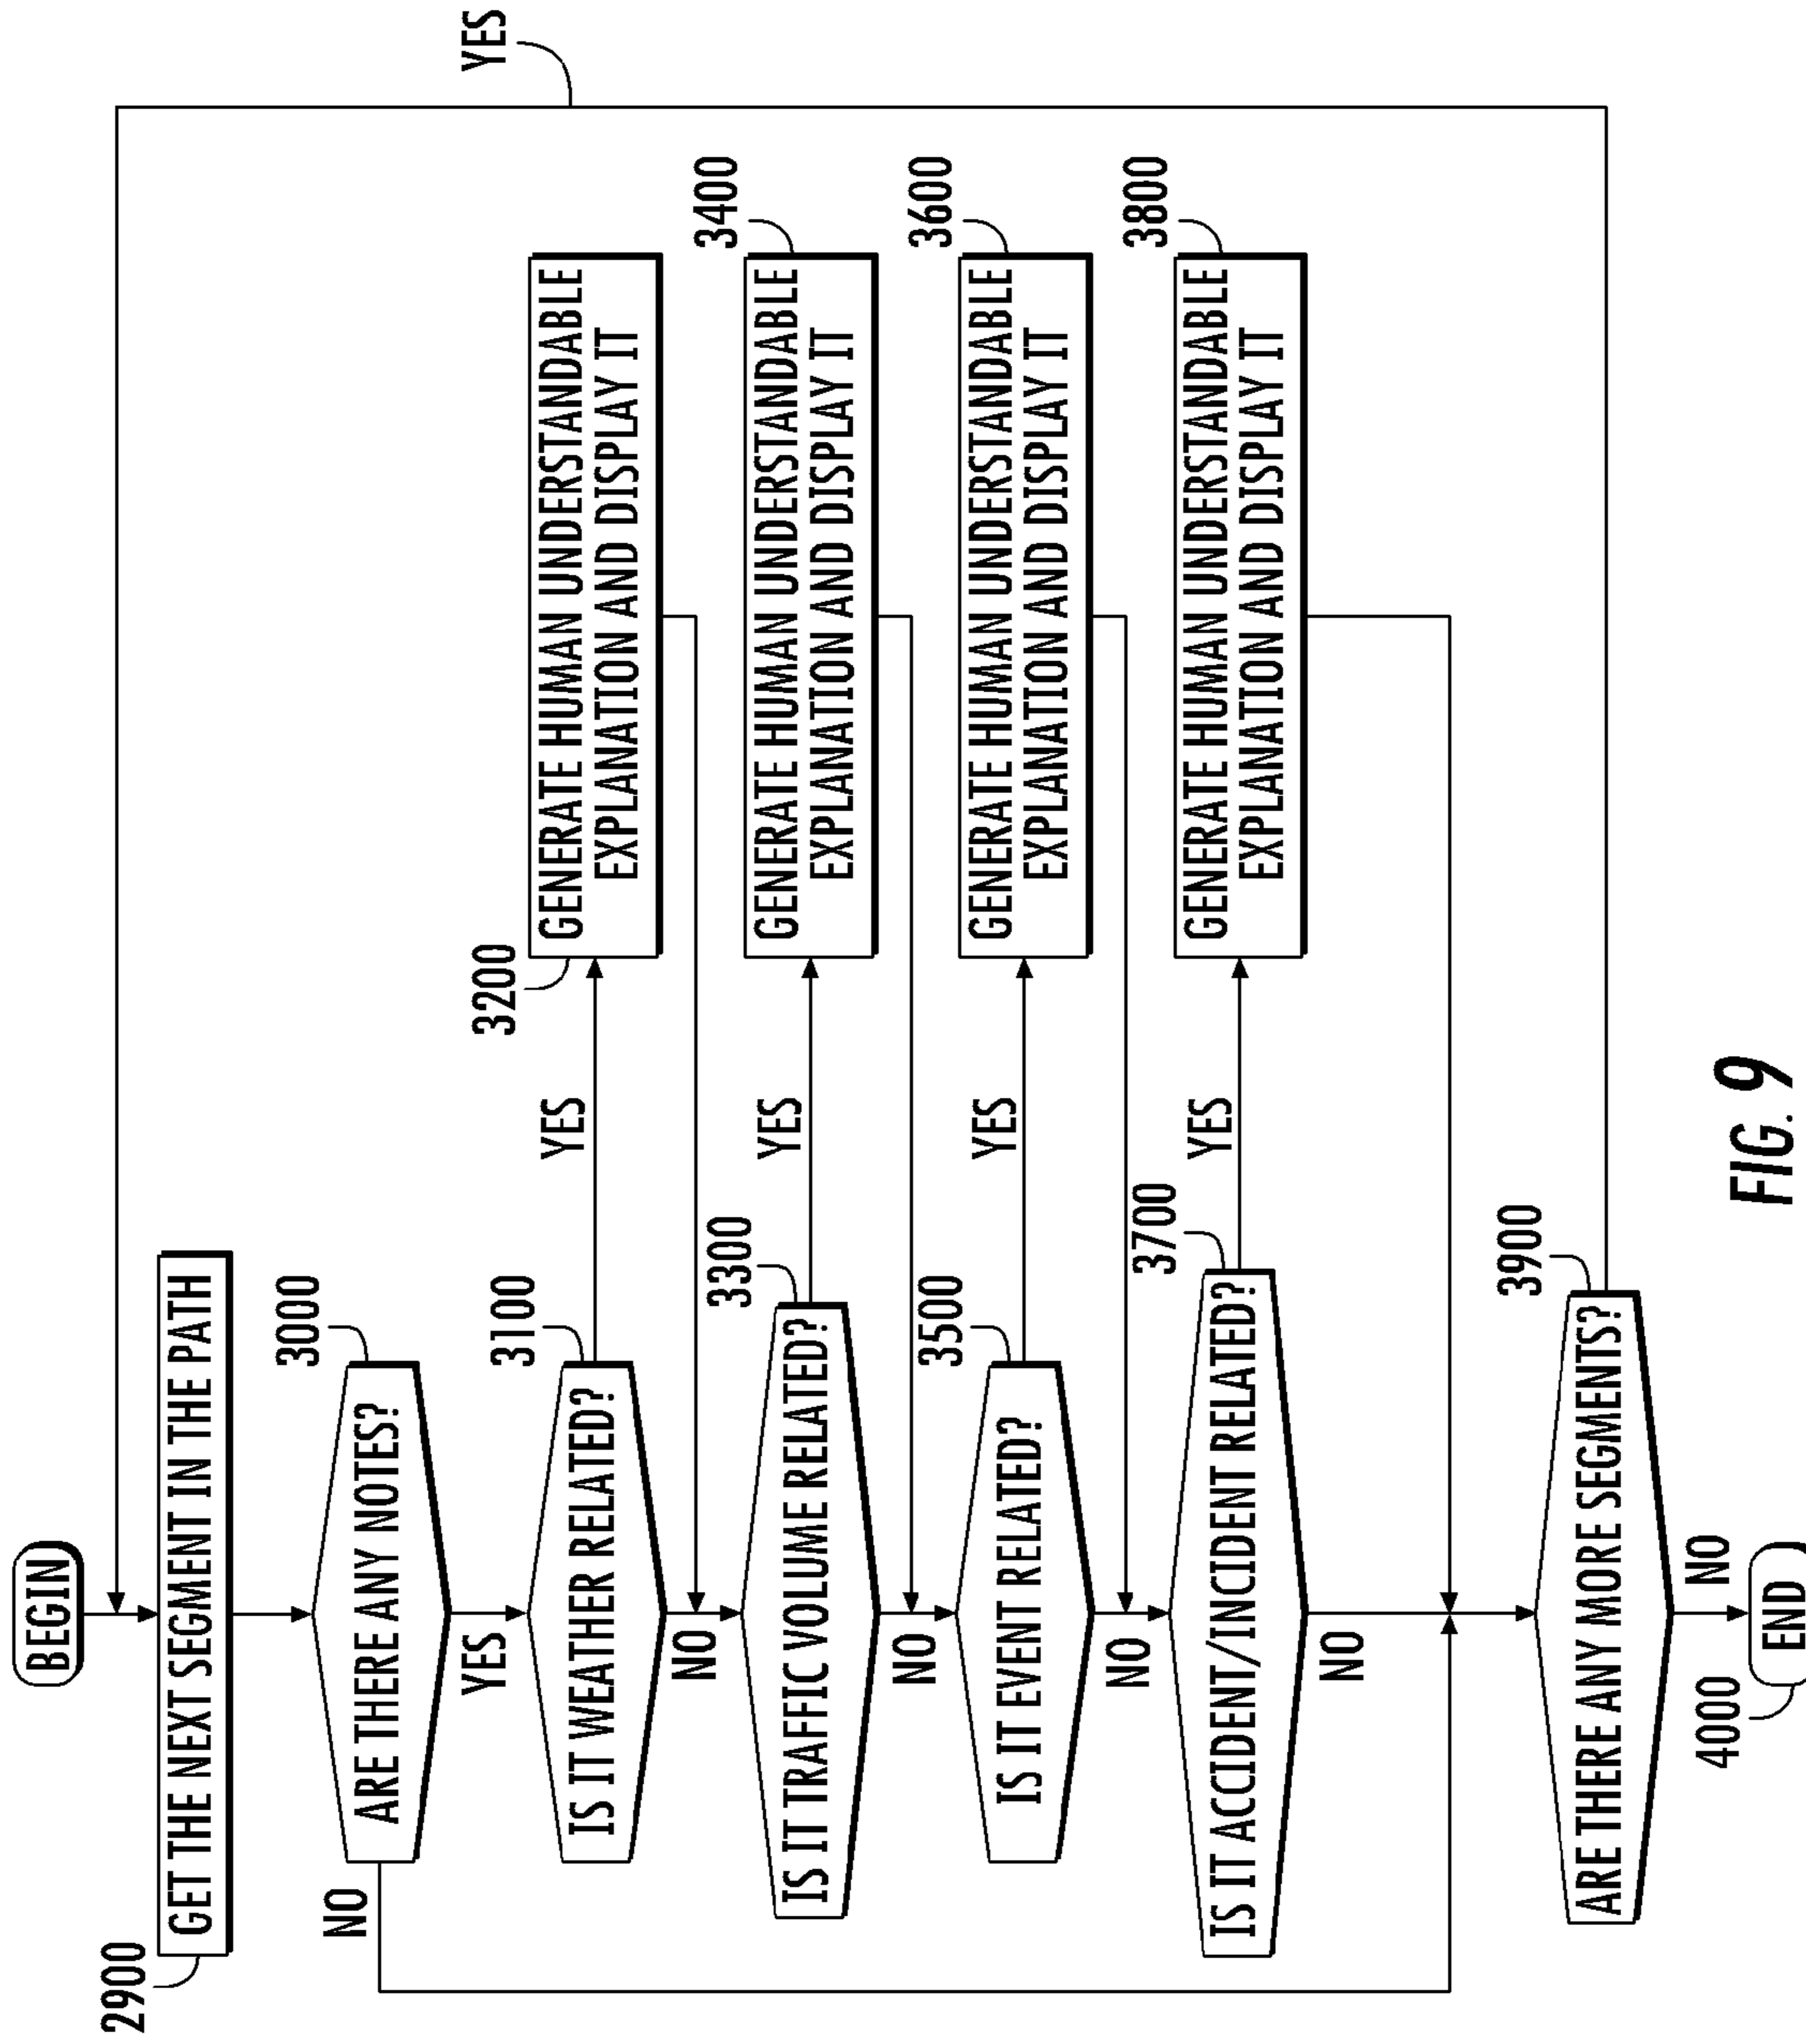 BEGIN
2900
GET THE NEXT SEGMENT IN THE PATH
3000
ARE THERE ANY NOTES?
NO
YES
3100
IS IT WEATHER RELATED?
YES
3200
GENERATE HUMAN UNDERSTANDABLE
EXPLANATION AND DISPLAY IT
NO
3300
IS IT TRAFFIC VOLUME RELATED?
YES
3400
GENERATE HUMAN UNDERSTANDABLE
EXPLANATION AND DISPLAY IT
NO
3500
IS IT EVENT RELATED?
YES
3600
GENERATE HUMAN UNDERSTANDABLE
EXPLANATION AND DISPLAY IT
NO
3700
IS IT ACCIDENT/INCIDENT RELATED?
YES
3800
GENERATE HUMAN UNDERSTANDABLE
EXPLANATION AND DISPLAY IT
NO
3900
ARE THERE ANY MORE SEGMENTS?
YES
NO
4000
END
FIG. 9